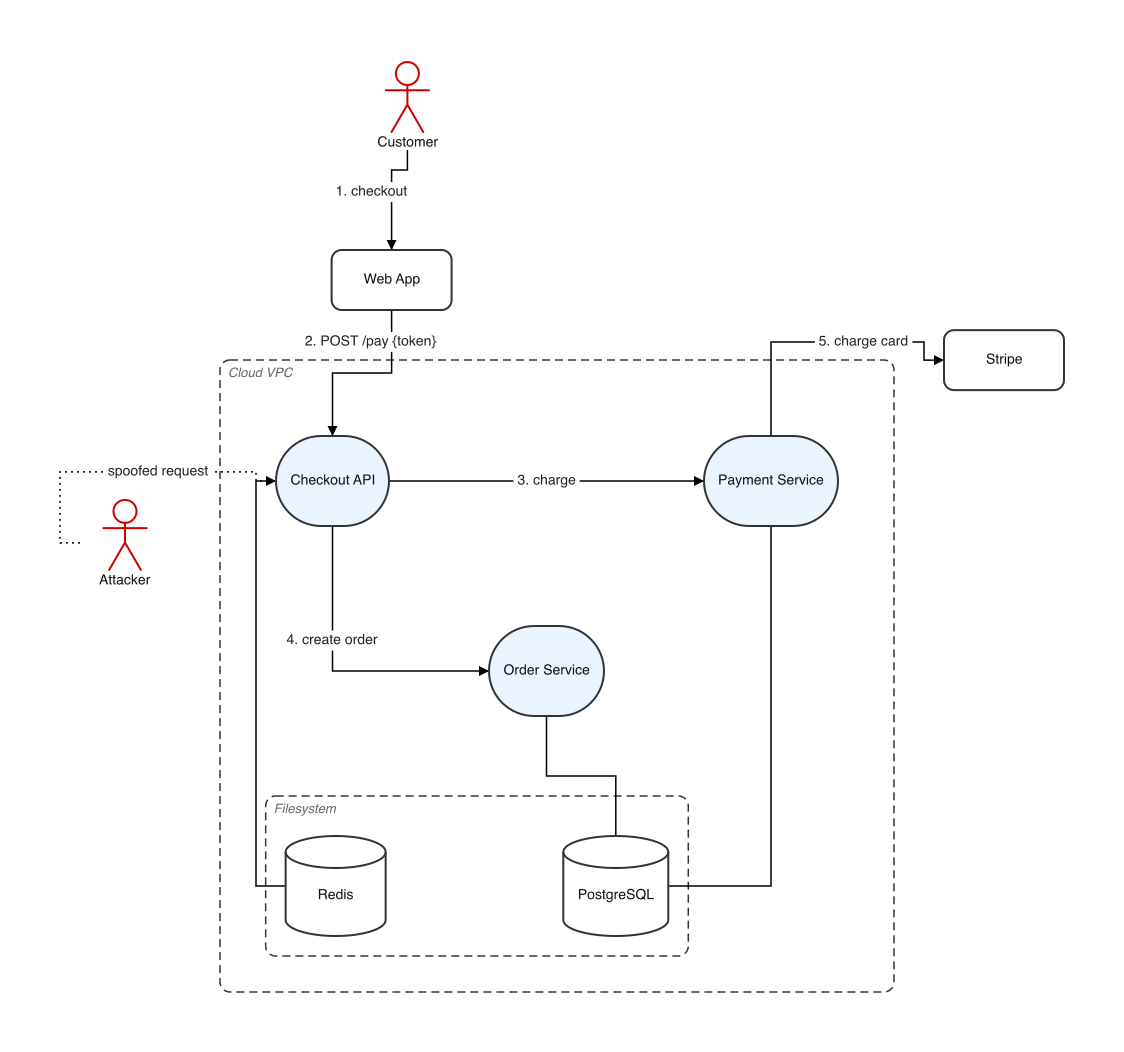 Customer
1. checkout
Web App
2. POST /pay {token}
5. charge card
Stripe
Cloud VPC
spoofed request
Checkout API
3. charge
Payment Service
Attacker
4. create order
Order Service
Filesystem
Redis
PostgreSQL